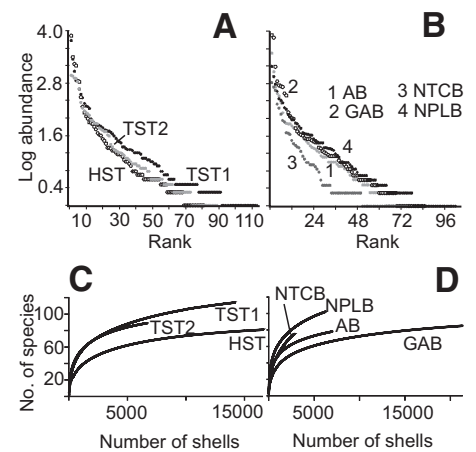 A
B
4.0
2.8
1.6
0.4
Log abundance
TST2
HST
TST1
10 30 50 70 90 110
Rank
2
1 AB 3 NTCB
2 GAB 4 NPLB
4
3
1
24 48 72 96
Rank
C
D
100
60
20
No. of species
TST1
TST2
HST
5000 15000
Number of shells
NTCB
NPLB
AB
GAB
5000 15000
Number of shells